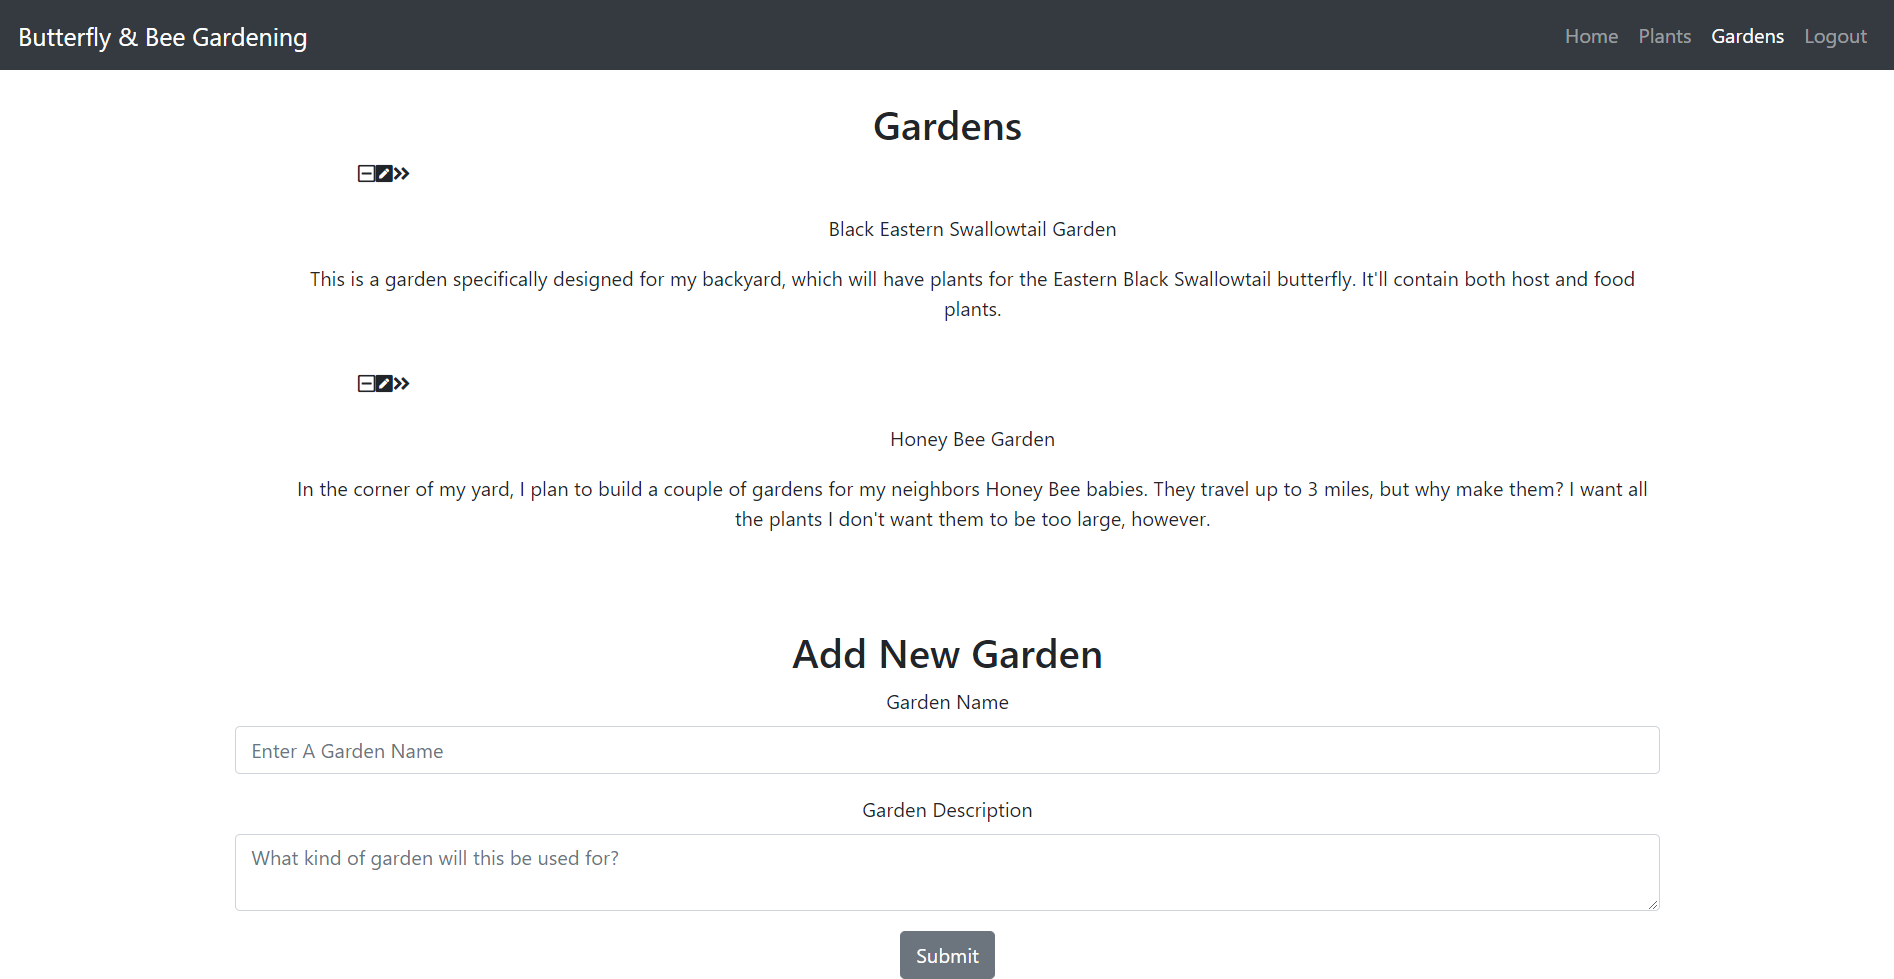 Butterfly & Bee Gardening
Home Plants Gardens Logout
Gardens
Black Eastern Swallowtail Garden
This is a garden specifically designed for my backyard, which will have plants for the Eastern Black Swallowtail butterfly. It'll contain both host and food
plants.
Honey Bee Garden
In the corner of my yard, I plan to build a couple of gardens for my neighbors Honey Bee babies. They travel up to 3 miles, but why make them? I want all
the plants I don't want them to be too large, however.
Add New Garden
Garden Name
Enter A Garden Name
Garden Description
What kind of garden will this be used for?
Submit